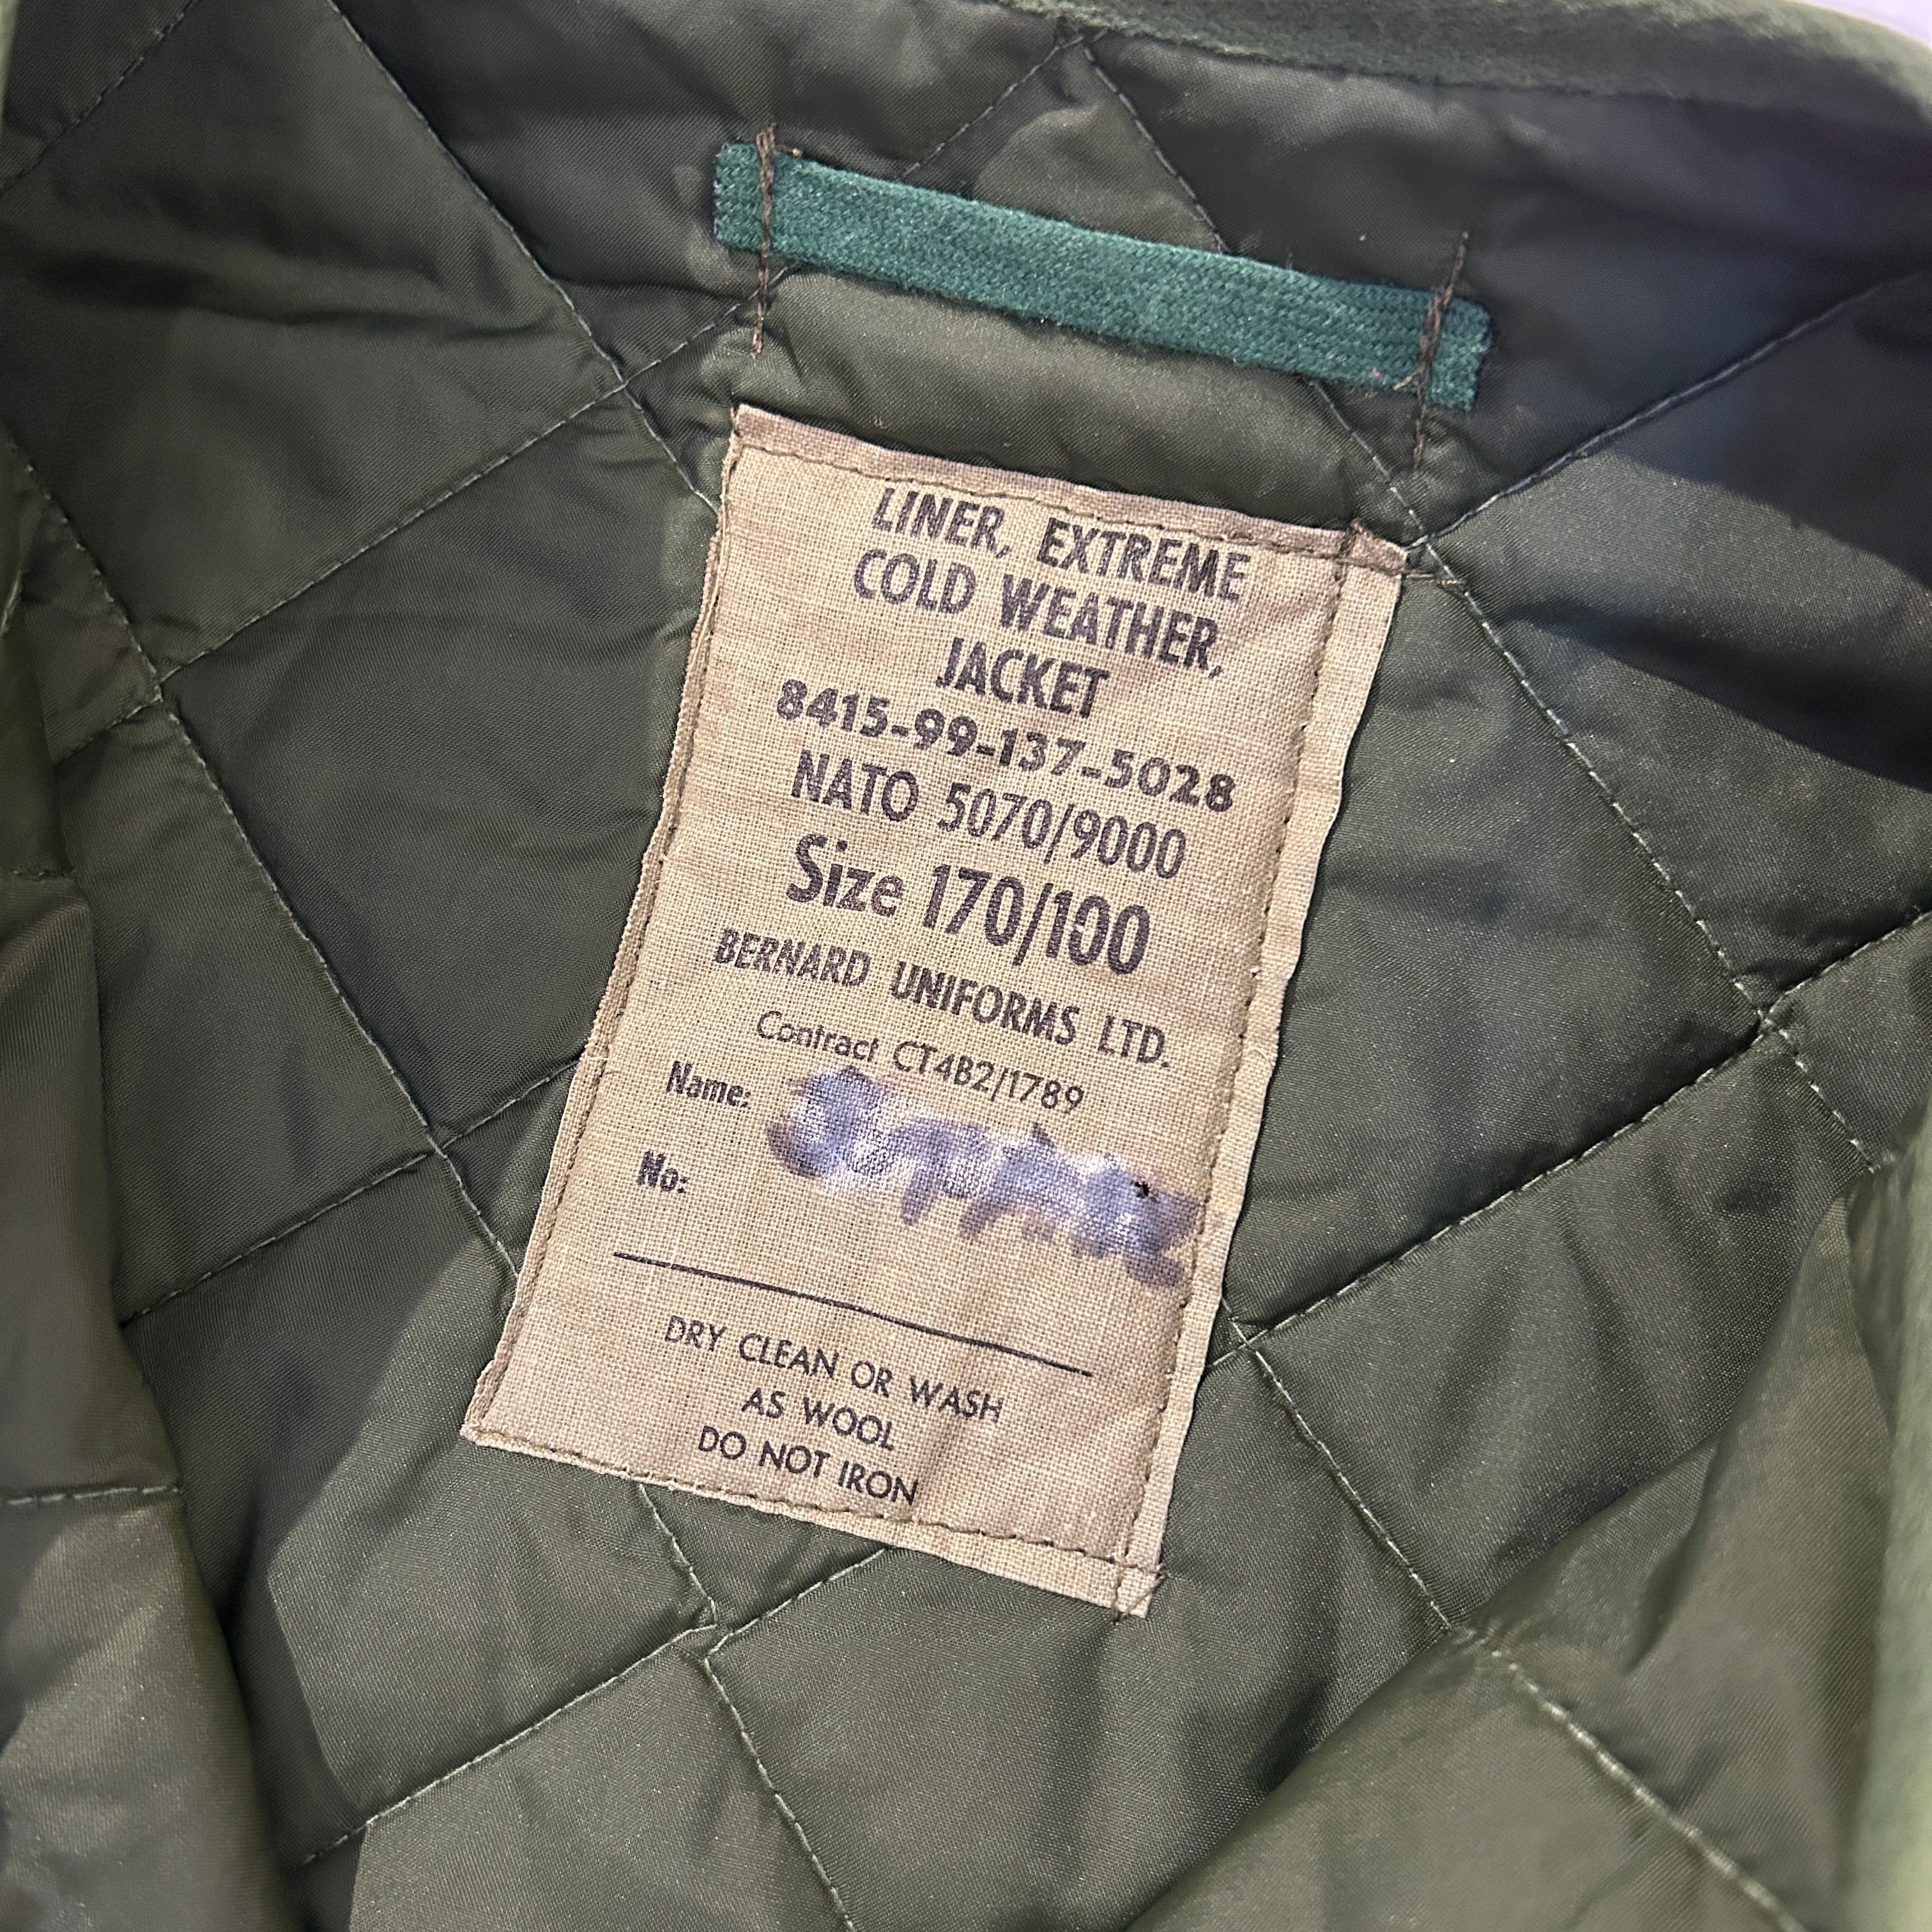 LINER, EXTREME
COLD WEATHER,
JACKET
8415-99-137-5028
NATO 5070/9000
Size 170/100
BERNARD UNIFORMS LTD.
Contract CT4B2/1789
Name:
No:
DRY CLEAN OR WASH
AS WOOL
DO NOT IRON